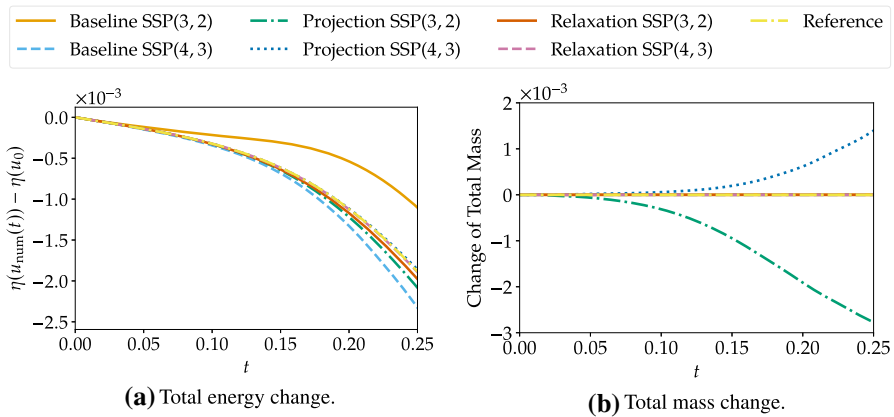 Baseline SSP(3, 2) Projection SSP(3, 2) Relaxation SSP(3, 2) Reference
Baseline SSP(4, 3) Projection SSP(4, 3) Relaxation SSP(4, 3)
×10⁻³
0.0
−0.5
−1.0
−1.5
−2.0
−2.5
η(u_num(t)) − η(u₀)
0.00 0.05 0.10 0.15 0.20 0.25
t
(a) Total energy change.
×10⁻³
2
1
0
−1
−2
−3
Change of Total Mass
0.00 0.05 0.10 0.15 0.20 0.25
t
(b) Total mass change.